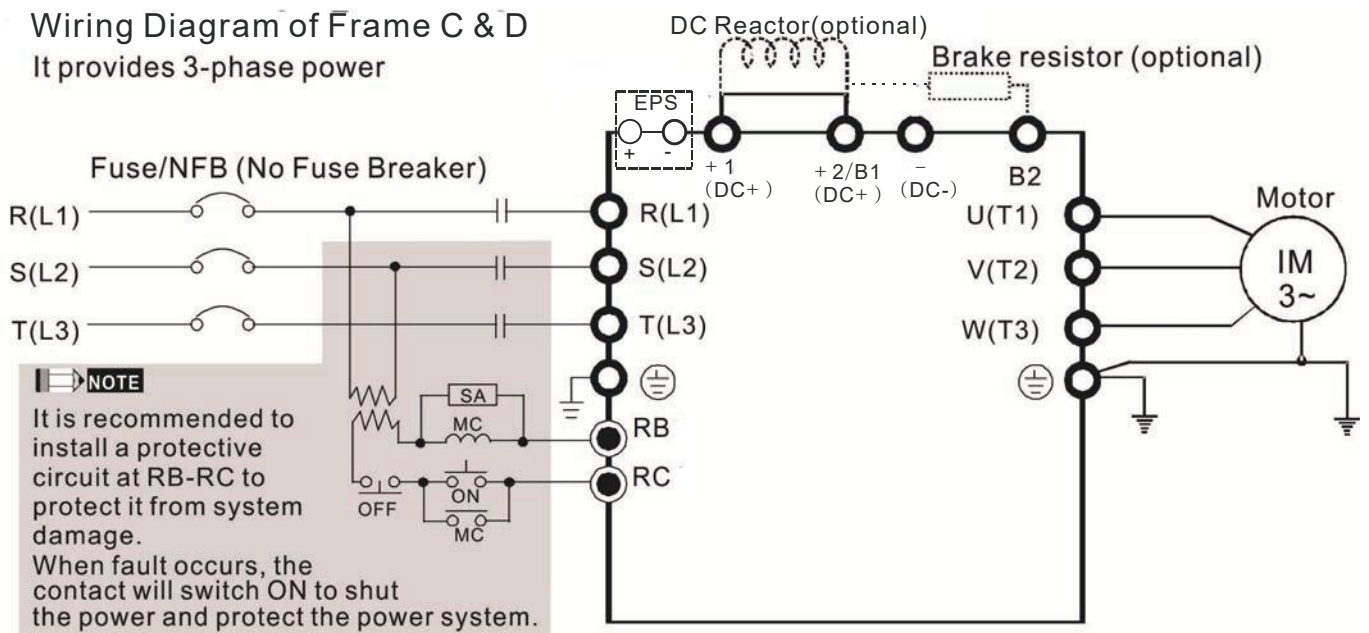 Wiring Diagram of Frame C & D
It provides 3-phase power
DC Reactor(optional)
Brake resistor (optional)
EPS
+ -
+1
(DC+)
+2/B1
(DC+)
−
(DC-)
B2
Fuse/NFB (No Fuse Breaker)
R(L1)
S(L2)
T(L3)
R(L1)
S(L2)
T(L3)
U(T1)
V(T2)
W(T3)
Motor
IM
3~
NOTE
It is recommended to
install a protective
circuit at RB-RC to
protect it from system
damage.
When fault occurs, the
contact will switch ON to shut
the power and protect the power system.
SA
MC
OFF
ON
MC
RB
RC